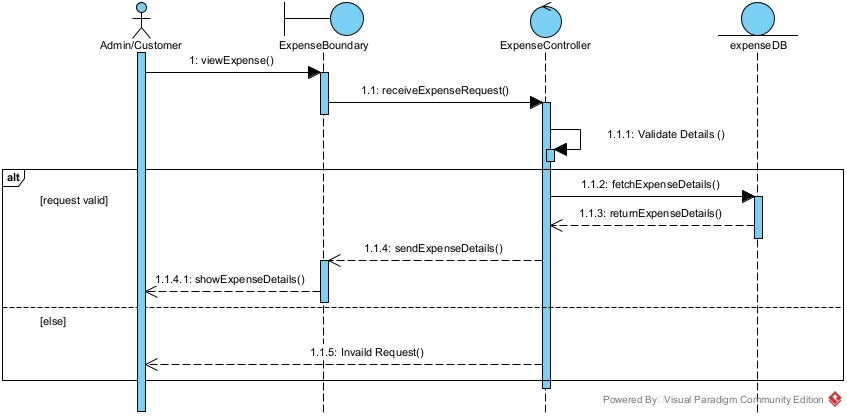 Admin/Customer
ExpenseBoundary
ExpenseController
expenseDB
1: viewExpense()
1.1: receiveExpenseRequest()
1.1.1: Validate Details ()
alt
[request valid]
1.1.2: fetchExpenseDetails()
1.1.3: returnExpenseDetails()
1.1.4: sendExpenseDetails()
1.1.4.1: showExpenseDetails()
[else]
1.1.5: Invaild Request()
Powered By Visual Paradigm Community Edition